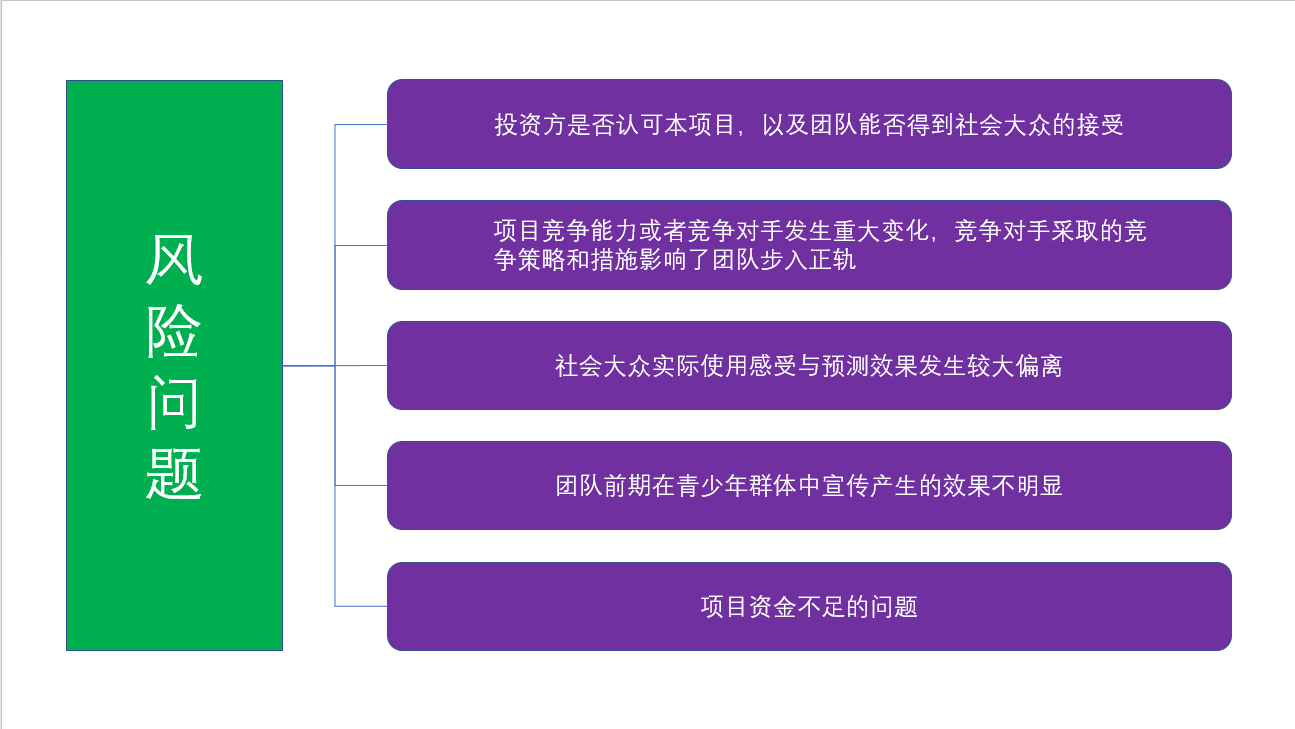 风险问题
投资方是否认可本项目，以及团队能否得到社会大众的接受
项目竞争能力或者竞争对手发生重大变化，竞争对手采取的竞
争策略和措施影响了团队步入正轨
社会大众实际使用感受与预测效果发生较大偏离
团队前期在青少年群体中宣传产生的效果不明显
项目资金不足的问题